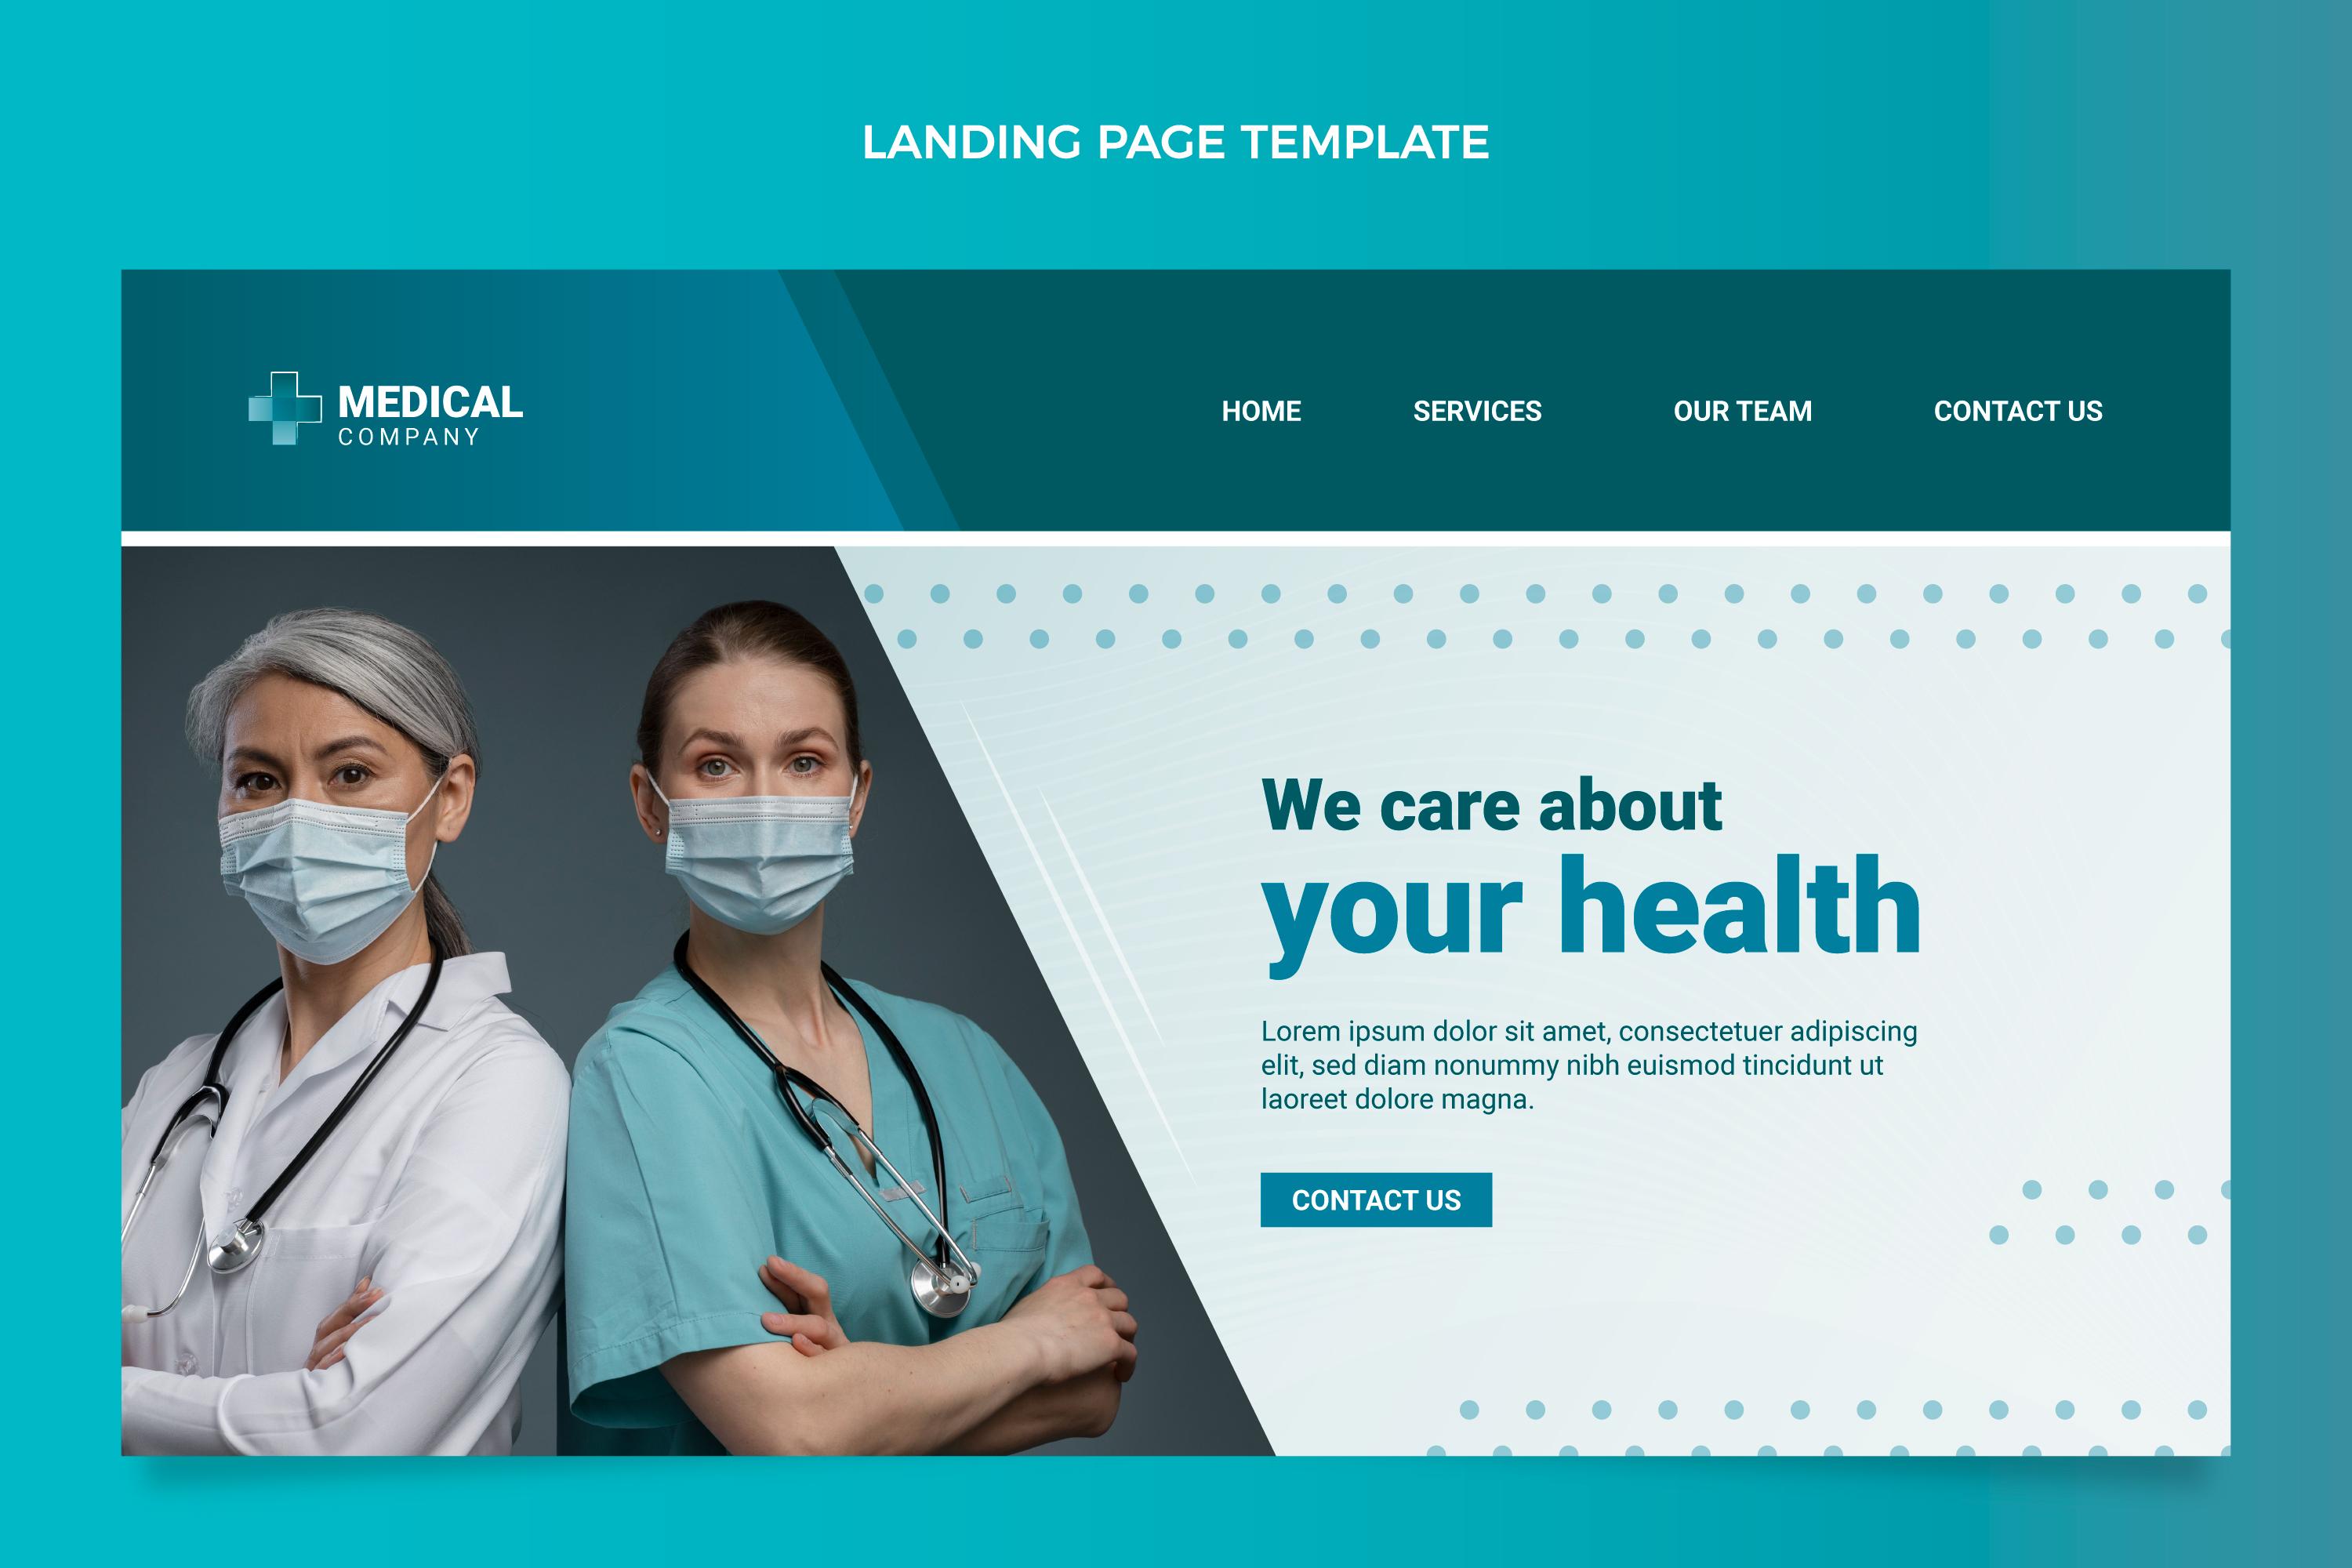 LANDING PAGE TEMPLATE
MEDICAL
COMPANY
HOME SERVICES OUR TEAM CONTACT US
We care about
your health
Lorem ipsum dolor sit amet, consectetuer adipiscing
elit, sed diam nonummy nibh euismod tincidunt ut
laoreet dolore magna.
CONTACT US